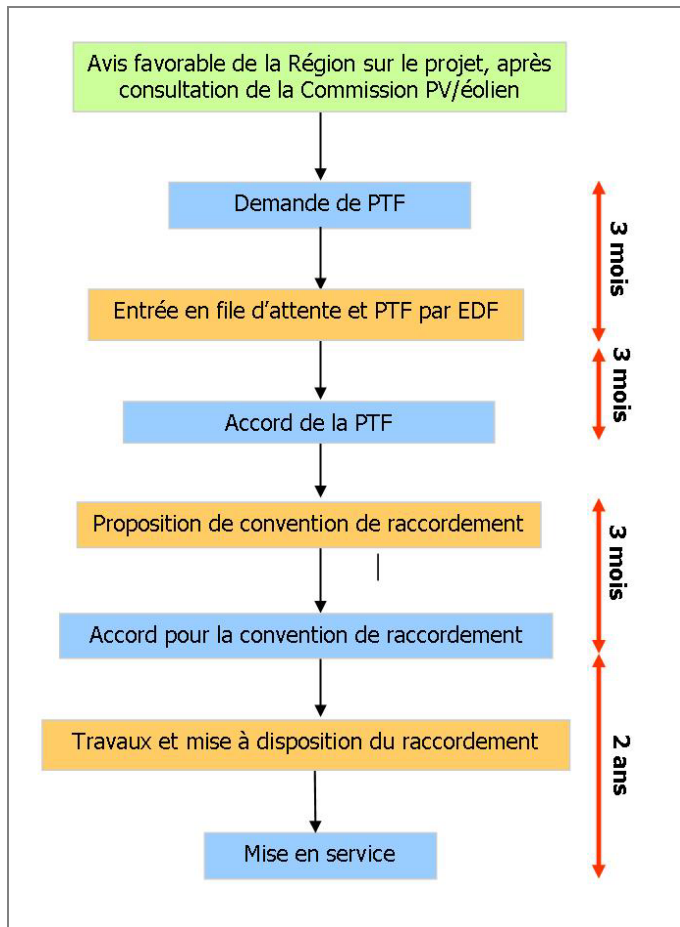 Avis favorable de la Région sur le projet, après
consultation de la Commission PV/éolien
Demande de PTF
3 mois
Entrée en file d'attente et PTF par EDF
3 mois
Accord de la PTF
Proposition de convention de raccordement
3 mois
Accord pour la convention de raccordement
Travaux et mise à disposition du raccordement
2 ans
Mise en service